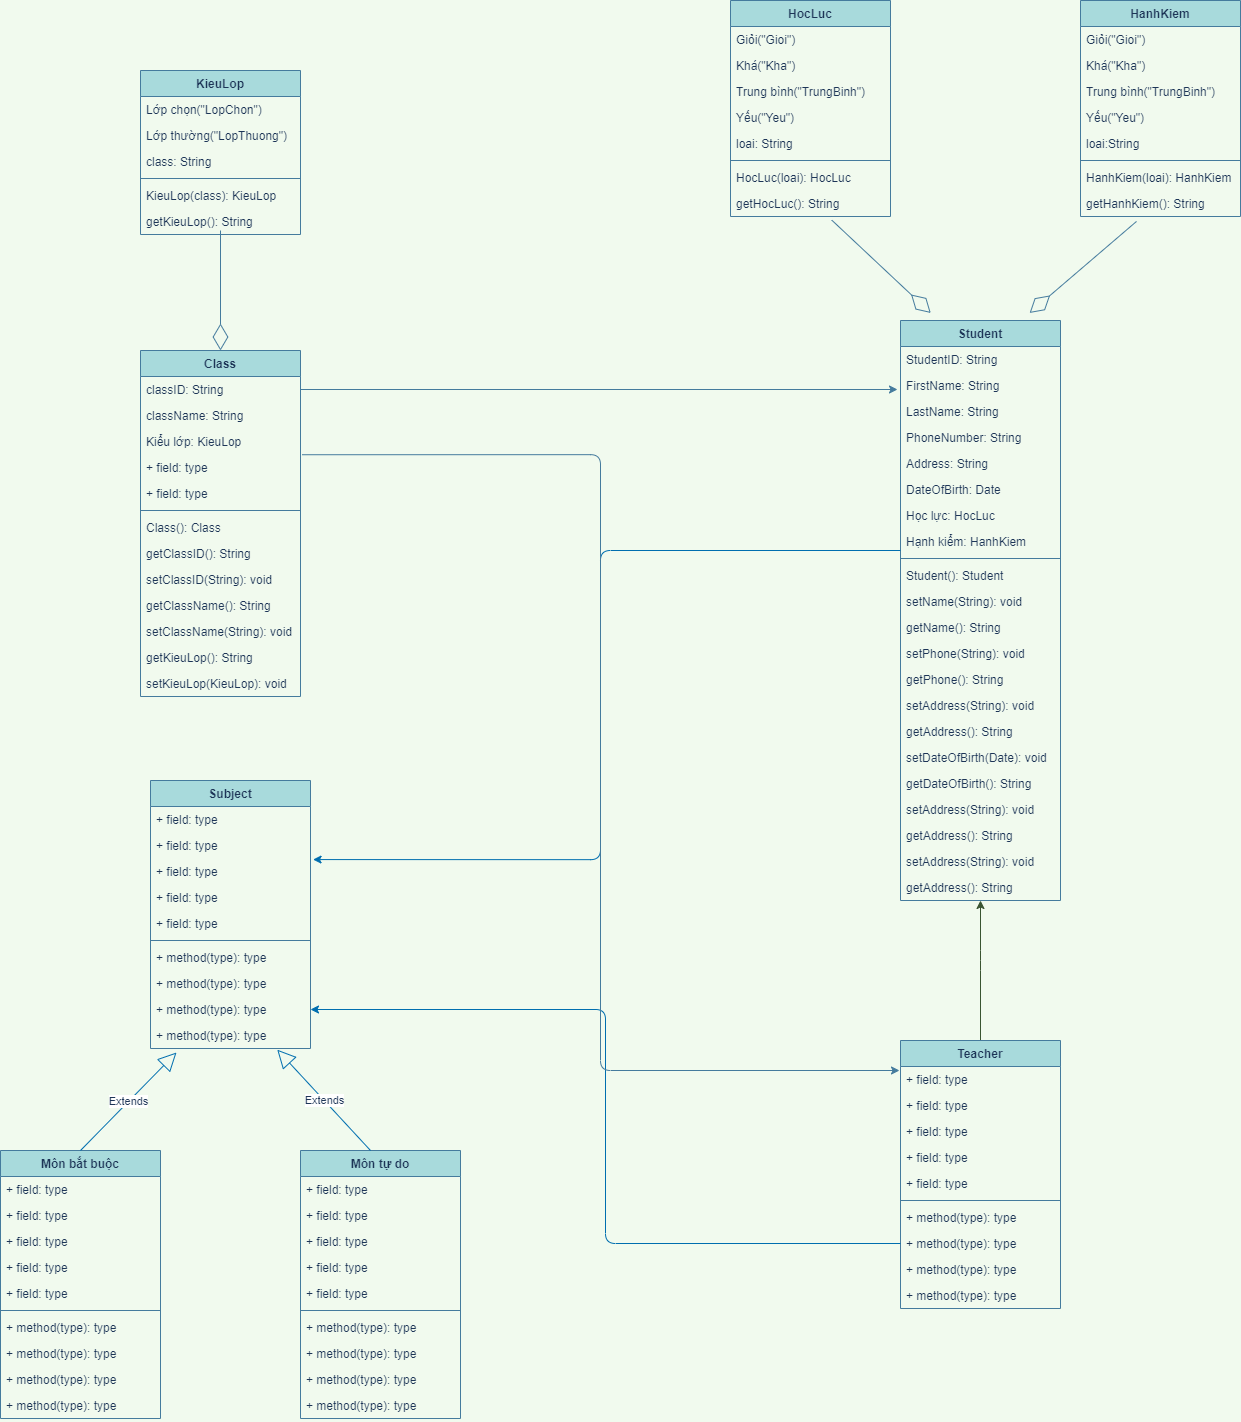 HocLuc
Giỏi("Gioi")
Khá("Kha")
Trung bình("TrungBinh")
Yếu("Yeu")
loai: String
HocLuc(loai): HocLuc
getHocLuc(): String
HanhKiem
Giỏi("Gioi")
Khá("Kha")
Trung bình("TrungBinh")
Yếu("Yeu")
loai:String
HanhKiem(loai): HanhKiem
getHanhKiem(): String
KieuLop
Lớp chọn("LopChon")
Lớp thường("LopThuong")
class: String
KieuLop(class): KieuLop
getKieuLop(): String
Class
classID: String
className: String
Kiểu lớp: KieuLop
+ field: type
+ field: type
Class(): Class
getClassID(): String
setClassID(String): void
getClassName(): String
setClassName(String): void
getKieuLop(): String
setKieuLop(KieuLop): void
Student
StudentID: String
FirstName: String
LastName: String
PhoneNumber: String
Address: String
DateOfBirth: Date
Học lực: HocLuc
Hạnh kiểm: HanhKiem
Student(): Student
setName(String): void
getName(): String
setPhone(String): void
getPhone(): String
setAddress(String): void
getAddress(): String
setDateOfBirth(Date): void
getDateOfBirth(): String
setAddress(String): void
getAddress(): String
setAddress(String): void
getAddress(): String
Subject
+ field: type
+ field: type
+ field: type
+ field: type
+ field: type
+ method(type): type
+ method(type): type
+ method(type): type
+ method(type): type
Extends
Extends
Teacher
+ field: type
+ field: type
+ field: type
+ field: type
+ field: type
+ method(type): type
+ method(type): type
+ method(type): type
+ method(type): type
Môn bắt buộc
+ field: type
+ field: type
+ field: type
+ field: type
+ field: type
+ method(type): type
+ method(type): type
+ method(type): type
+ method(type): type
Môn tự do
+ field: type
+ field: type
+ field: type
+ field: type
+ field: type
+ method(type): type
+ method(type): type
+ method(type): type
+ method(type): type